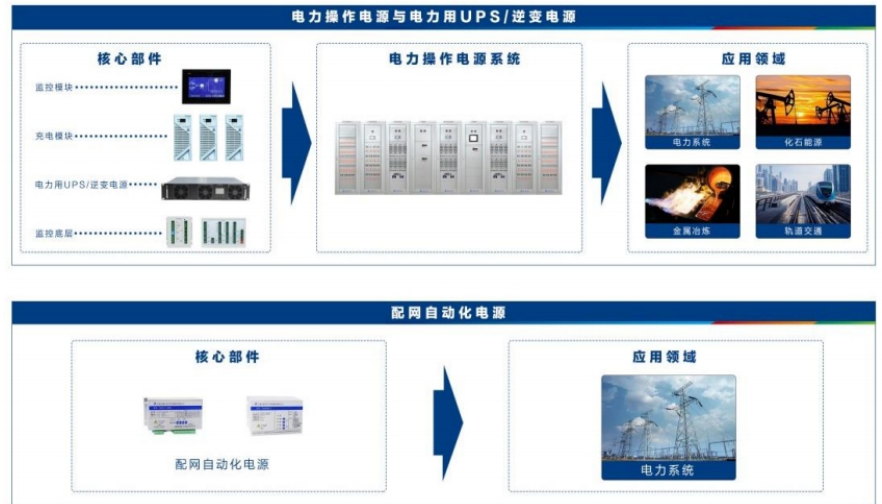 电力操作电源与电力用UPS/逆变电源
核心部件
监控模块
充电模块
电力用UPS/逆变电源
监控底层
电力操作电源系统
应用领域
电力系统
化石能源
金属冶炼
轨道交通
配网自动化电源
核心部件
配网自动化电源
应用领域
电力系统